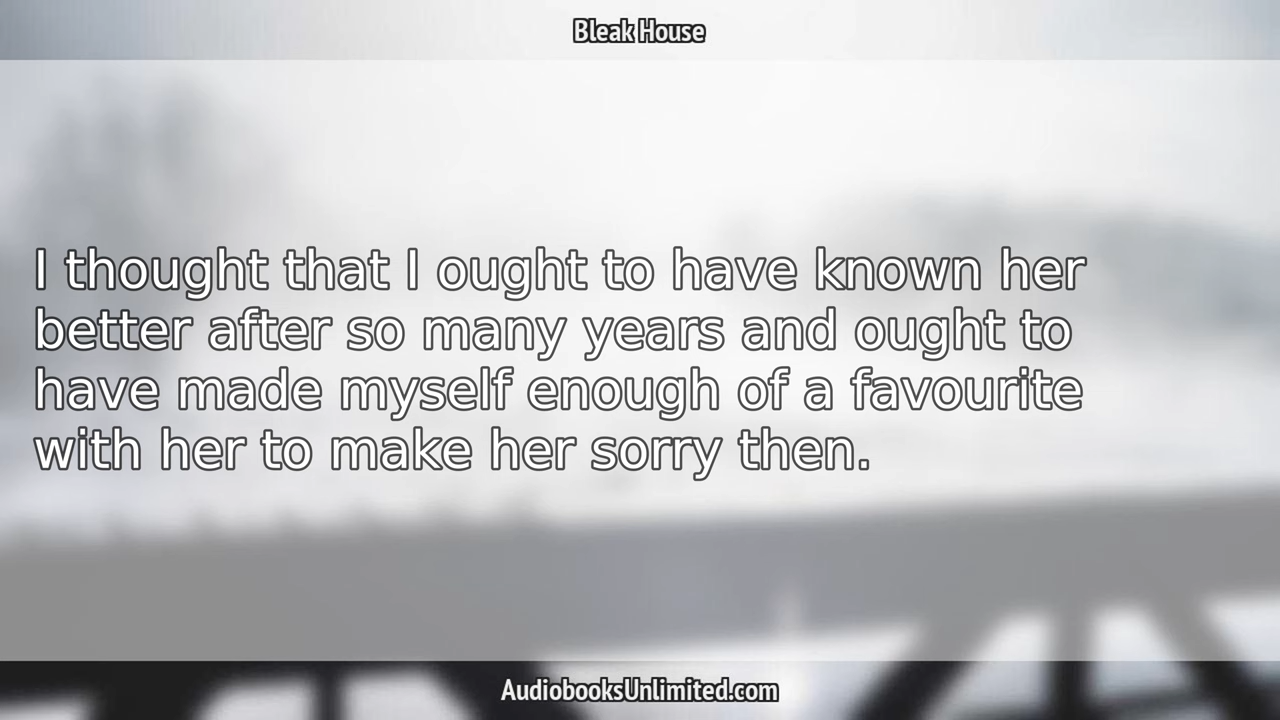 Bleak House
I thought that I ought to have known her
better after so many years and ought to
have made myself enough of a favourite
with her to make her sorry then.
AudiobooksUnlimited.com